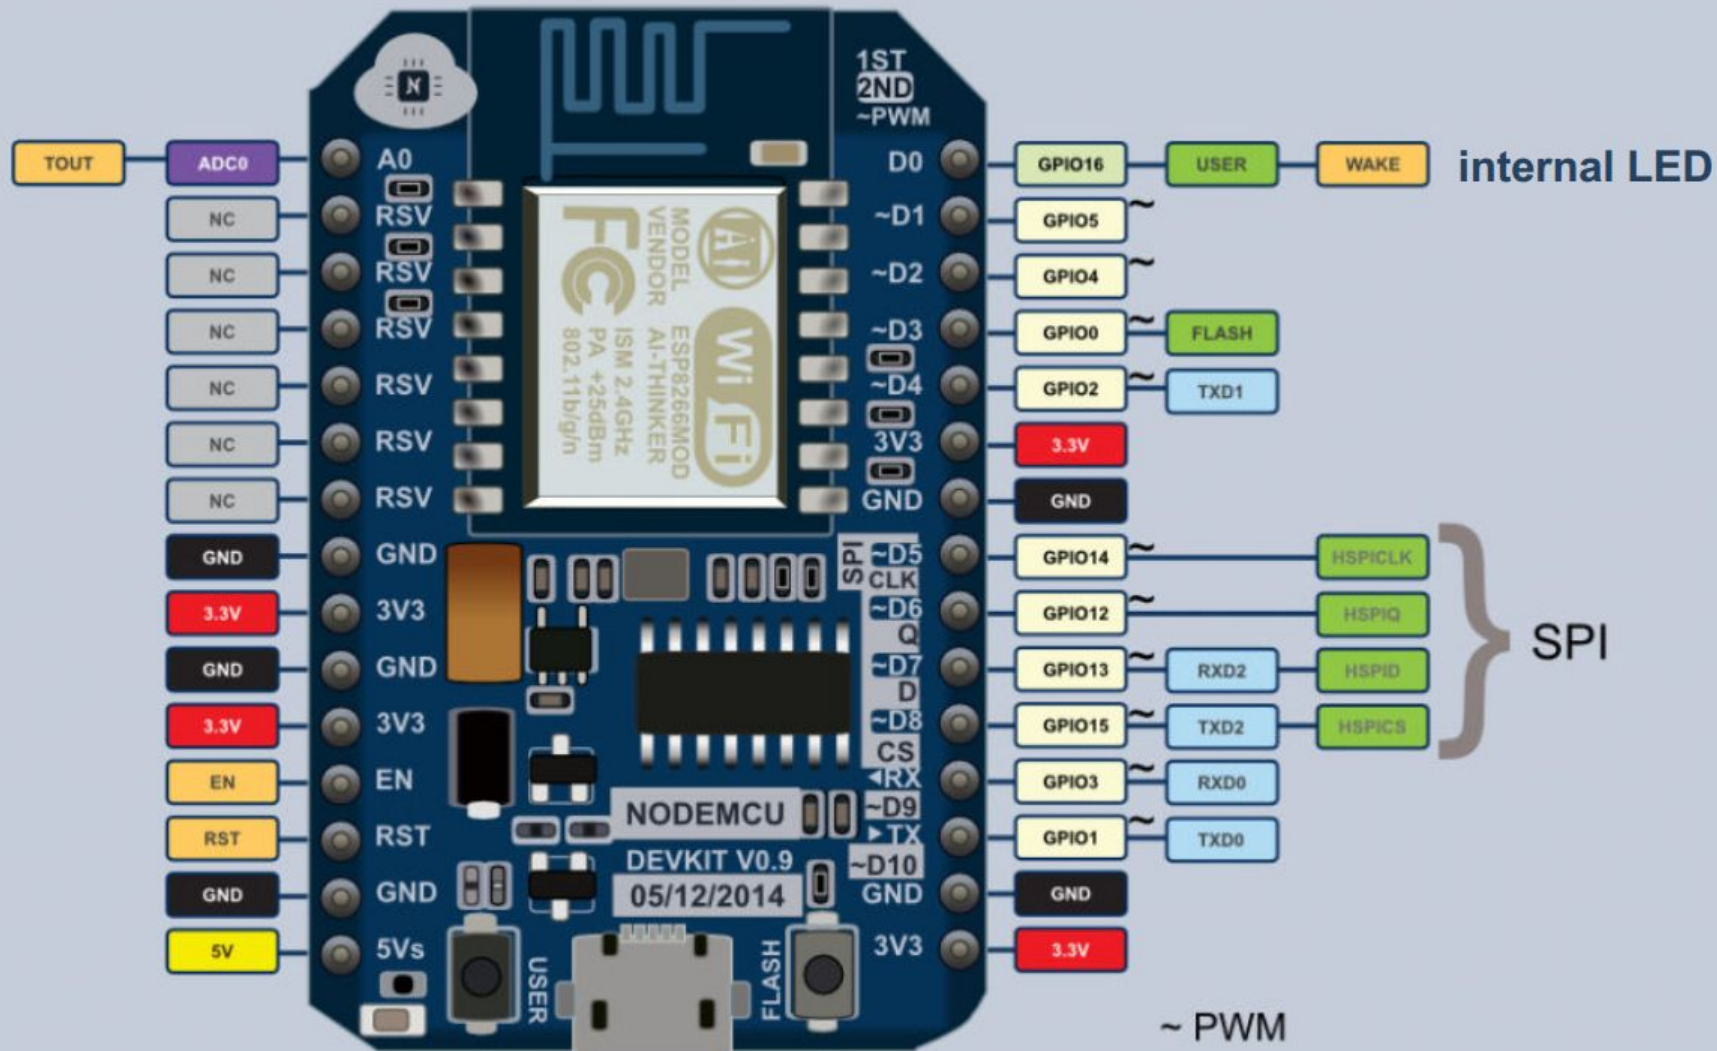 1ST
2ND
~PWM
TOUT ADC0 A0 D0 GPIO16 USER WAKE internal LED
NC RSV ~D1 GPIO5 ~
NC RSV ~D2 GPIO4 ~
NC RSV ~D3 GPIO0 ~ FLASH
NC RSV ~D4 GPIO2 ~ TXD1
NC RSV 3V3 3.3V
NC RSV GND GND
MODEL ESP8266MOD
VENDOR AI-THINKER
ISM 2.4GHz
PA +25dBm
802.11b/g/n
FC
AI
Wi Fi
GND GND SPI ~D5 GPIO14 ~ HSPICLK
CLK
3.3V 3V3 ~D6 GPIO12 ~ HSPIQ
Q
SPI
GND GND ~D7 GPIO13 ~ RXD2 HSPID
D
3.3V 3V3 ~D8 GPIO15 ~ TXD2 HSPICS
CS
EN EN ◄RX GPIO3 ~ RXD0
NODEMCU ~D9
RST RST ►TX GPIO1 ~ TXD0
DEVKIT V0.9 ~D10
GND GND 05/12/2014 GND GND
5V 5Vs 3V3 3.3V
USER
FLASH
~ PWM